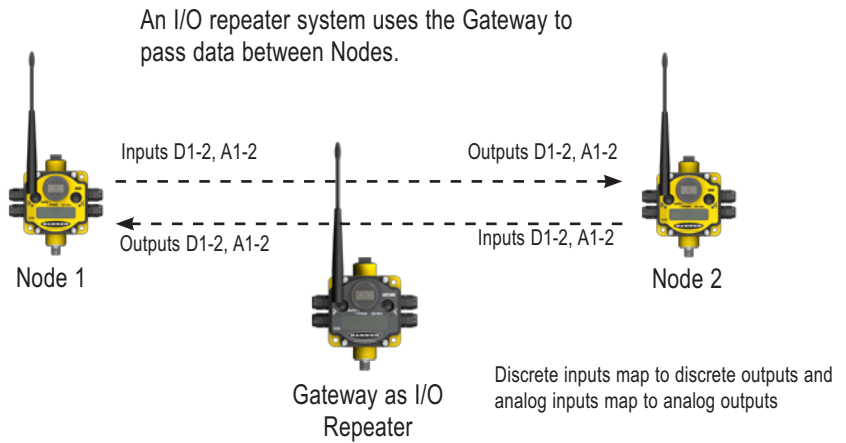 An I/O repeater system uses the Gateway to
pass data between Nodes.
Inputs D1-2, A1-2
Outputs D1-2, A1-2
Outputs D1-2, A1-2
Inputs D1-2, A1-2
Node 1
Node 2
Gateway as I/O
Repeater
Discrete inputs map to discrete outputs and
analog inputs map to analog outputs